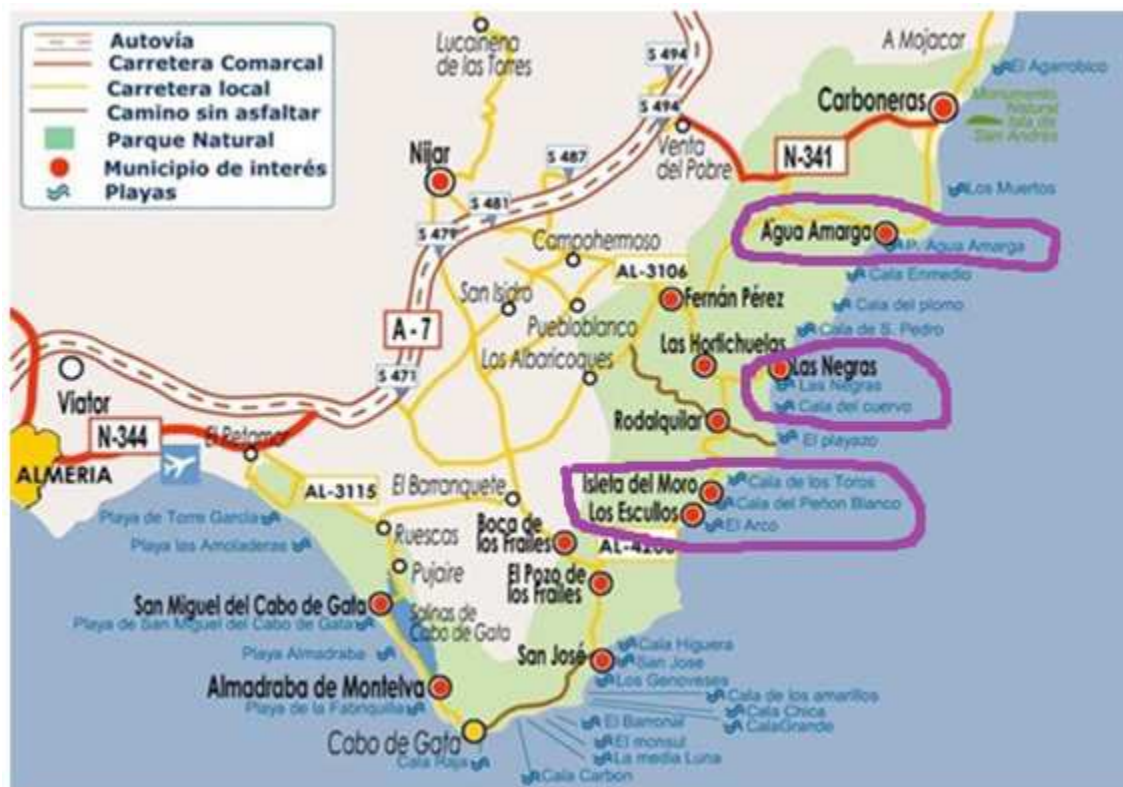 Autovía
Carretera Comarcal
Carretera local
Camino sin asfaltar
Parque Natural
Municipio de interés
Playas
Lucainena
de las Torres
S 494
A Mojacar
El Agarrobico
S 494
Carboneras
Monumento
Natural
Isla de
San Andrés
Venta
del Pobre
N-341
Níjar
S 487
S 481
S 479
Los Muertos
Agua Amarga
P. Agua Amarga
Campohermoso
AL-3106
Cala Enmedio
San Isidro
Fernán Pérez
Cala del plomo
Puebloblanco
A - 7
Cala de S. Pedro
Las Hortichuelas
Los Albaricoques
Las Negras
S 471
Las Negras
Cala del cuervo
Viator
Rodalquilar
El playazo
N-344
El Retamar
ALMERIA
AL-3115
El Barranquete
Isleta del Moro
Cala de los Toros
Cala del Peñon Blanco
Los Escullos
El Arco
Playa de Torre García
Ruescas
Boca de
los Frailes
Playa las Amoladeras
Pujaire
El Pozo de
los Frailes
San Miguel del Cabo de Gata
Playa de San Miguel del Cabo de Gata
Salinas de
Cabo de Gata
Cala Higuera
Playa Almadraba
San José
San Jose
Los Genoveses
Almadraba de Montelva
Cala de los amarillos
Playa de la Fabriquilla
Cala Chica
CalaGrande
El Barronal
Cabo de Gata
El monsul
Cala Raja
La media Luna
Cala Carbon